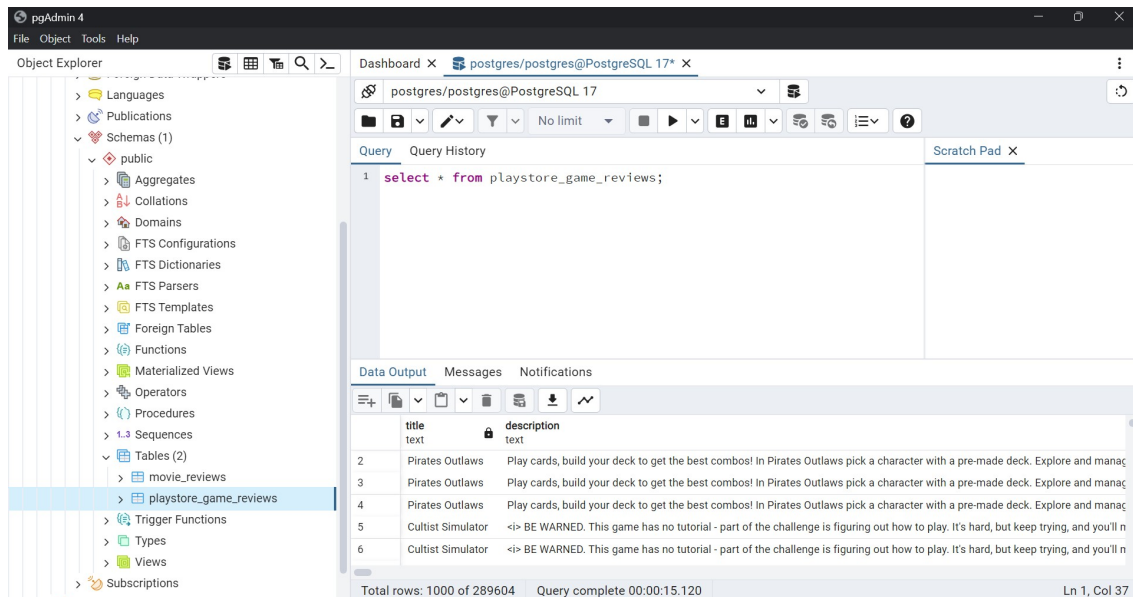 pgAdmin 4
File Object Tools Help
Object Explorer
Languages
Publications
Schemas (1)
public
Aggregates
Collations
Domains
FTS Configurations
FTS Dictionaries
Aa FTS Parsers
FTS Templates
Foreign Tables
Functions
Materialized Views
Operators
Procedures
1..3 Sequences
Tables (2)
movie_reviews
playstore_game_reviews
Trigger Functions
Types
Views
Subscriptions
Dashboard postgres/postgres@PostgreSQL 17*
postgres/postgres@PostgreSQL 17
No limit
Query Query History
Scratch Pad
1 select * from playstore_game_reviews;
Data Output Messages Notifications
title description
text text
2 Pirates Outlaws Play cards, build your deck to get the best combos! In Pirates Outlaws pick a character with a pre-made deck. Explore and manag
3 Pirates Outlaws Play cards, build your deck to get the best combos! In Pirates Outlaws pick a character with a pre-made deck. Explore and manag
4 Pirates Outlaws Play cards, build your deck to get the best combos! In Pirates Outlaws pick a character with a pre-made deck. Explore and manag
5 Cultist Simulator <i> BE WARNED. This game has no tutorial - part of the challenge is figuring out how to play. It's hard, but keep trying, and you'll n
6 Cultist Simulator <i> BE WARNED. This game has no tutorial - part of the challenge is figuring out how to play. It's hard, but keep trying, and you'll n
Total rows: 1000 of 289604 Query complete 00:00:15.120 Ln 1, Col 37